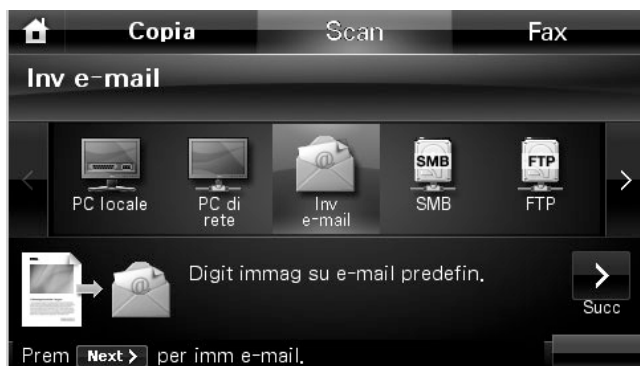 Copia Scan Fax
Inv e-mail
SMB FTP
PC locale PC di rete Inv e-mail SMB FTP
Digit immag su e-mail predefin.
Succ
Prem Next > per imm e-mail.